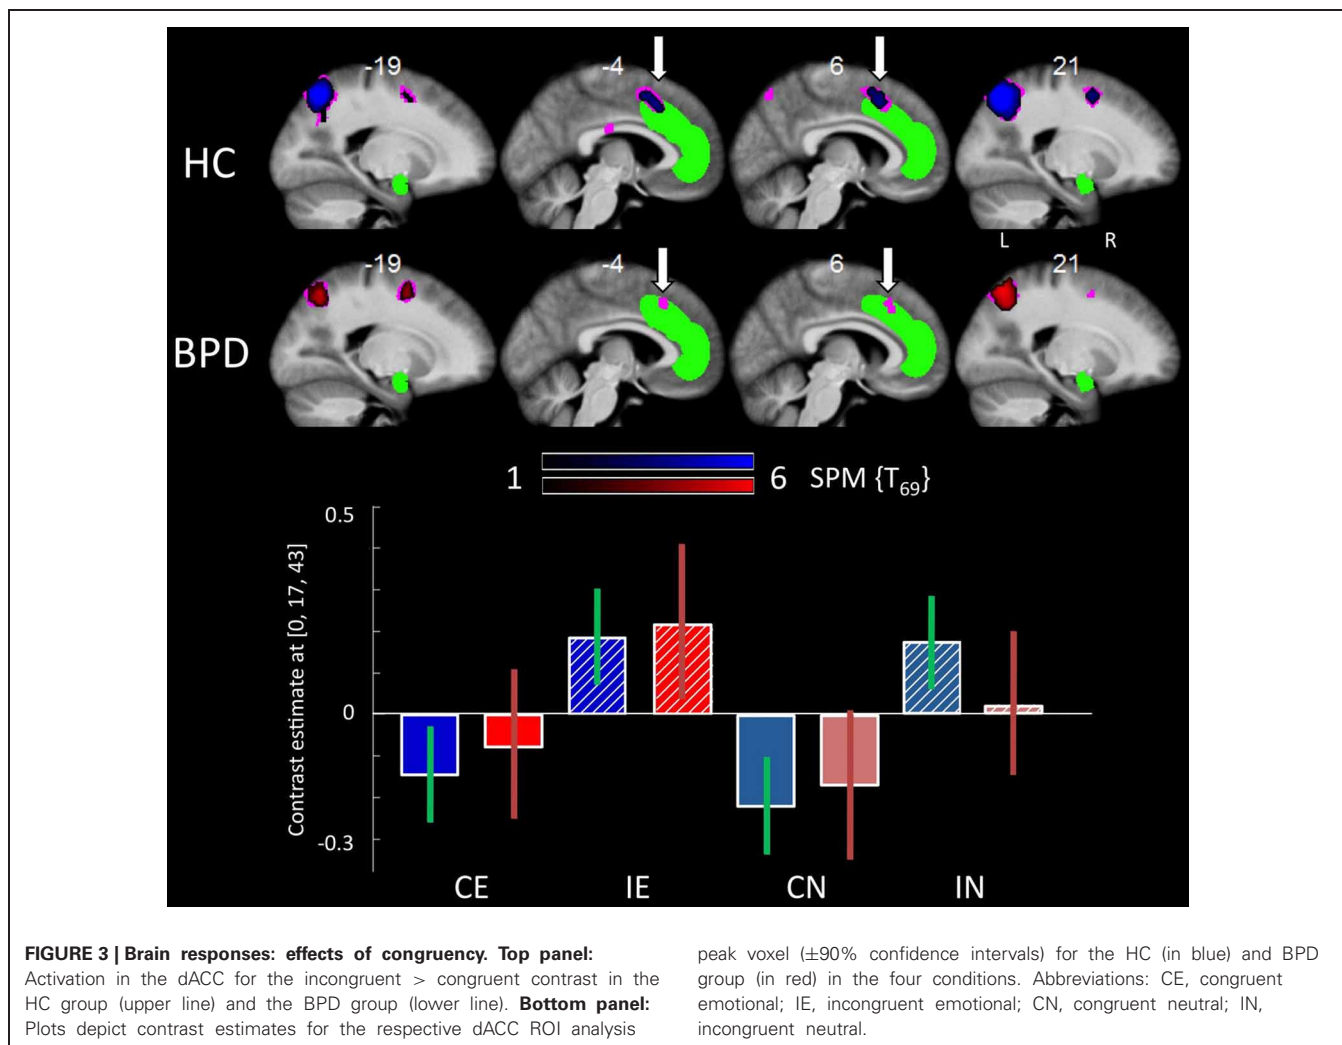 -19 -4 6 21
HC
L R
-19 -4 6 21
BPD
1 6 SPM {T69}
0.5
0
-0.3
Contrast estimate at [0, 17, 43]
CE IE CN IN
FIGURE 3 | Brain responses: effects of congruency. Top panel:
Activation in the dACC for the incongruent > congruent contrast in the
HC group (upper line) and the BPD group (lower line). Bottom panel:
Plots depict contrast estimates for the respective dACC ROI analysis
peak voxel (±90% confidence intervals) for the HC (in blue) and BPD
group (in red) in the four conditions. Abbreviations: CE, congruent
emotional; IE, incongruent emotional; CN, congruent neutral; IN,
incongruent neutral.